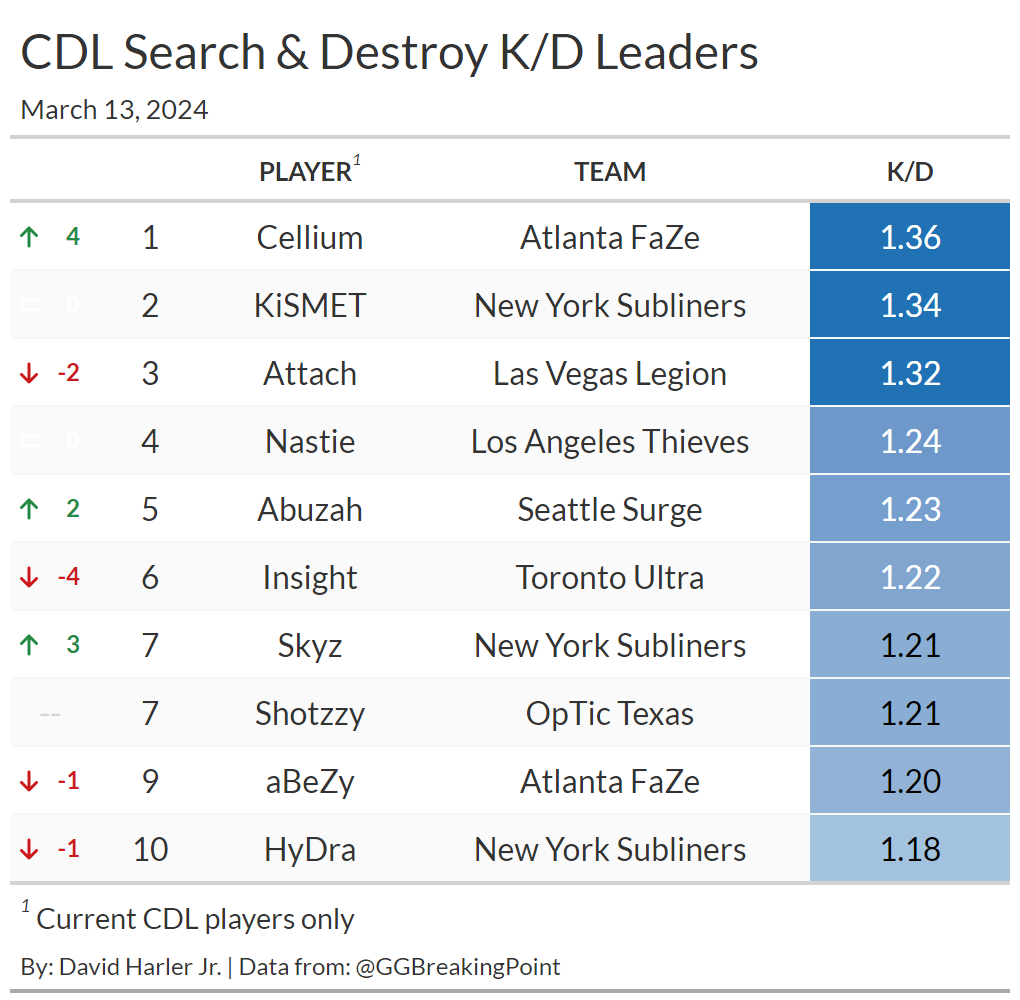 CDL Search & Destroy K/D Leaders
March 13, 2024
PLAYER¹ TEAM K/D
↑ 4 1 Cellium Atlanta FaZe 1.36
= 0 2 KiSMET New York Subliners 1.34
↓ -2 3 Attach Las Vegas Legion 1.32
= 0 4 Nastie Los Angeles Thieves 1.24
↑ 2 5 Abuzah Seattle Surge 1.23
↓ -4 6 Insight Toronto Ultra 1.22
↑ 3 7 Skyz New York Subliners 1.21
-- 7 Shotzzy OpTic Texas 1.21
↓ -1 9 aBeZy Atlanta FaZe 1.20
↓ -1 10 HyDra New York Subliners 1.18
¹ Current CDL players only
By: David Harler Jr. | Data from: @GGBreakingPoint